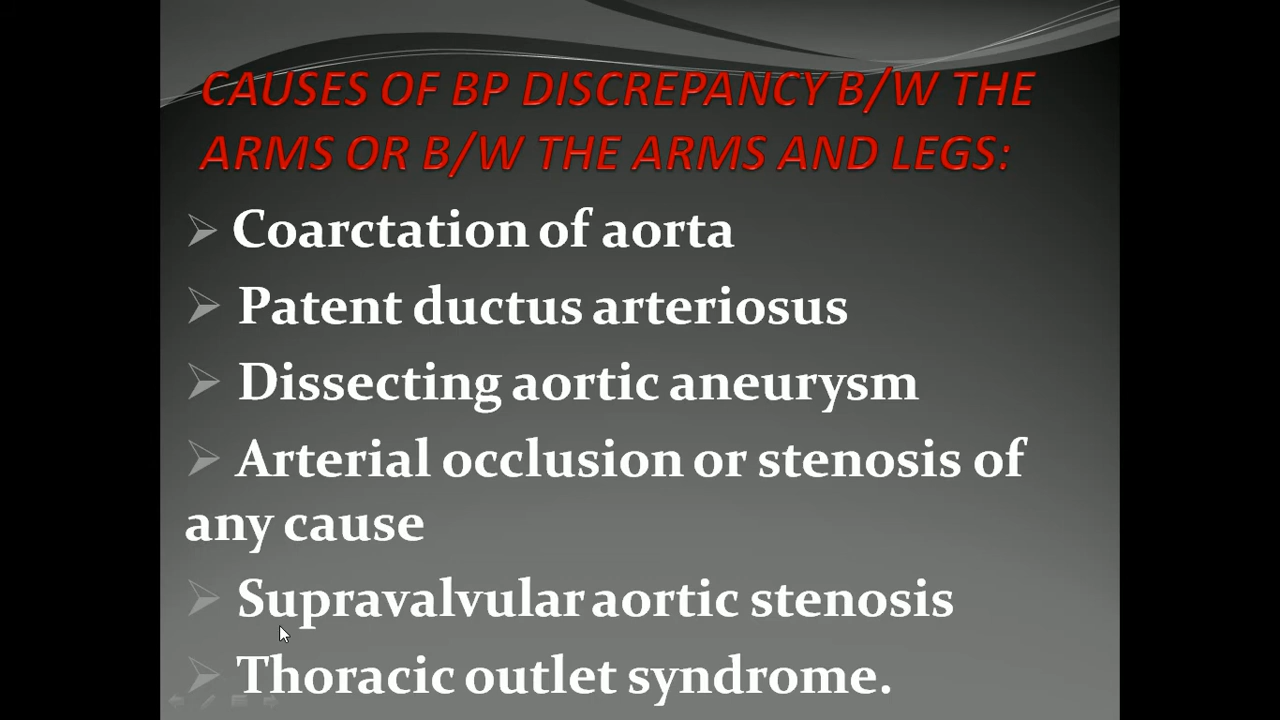 CAUSES OF BP DISCREPANCY B/W THE
ARMS OR B/W THE ARMS AND LEGS:
Coarctation of aorta
Patent ductus arteriosus
Dissecting aortic aneurysm
Arterial occlusion or stenosis of
any cause
Supravalvular aortic stenosis
Thoracic outlet syndrome.